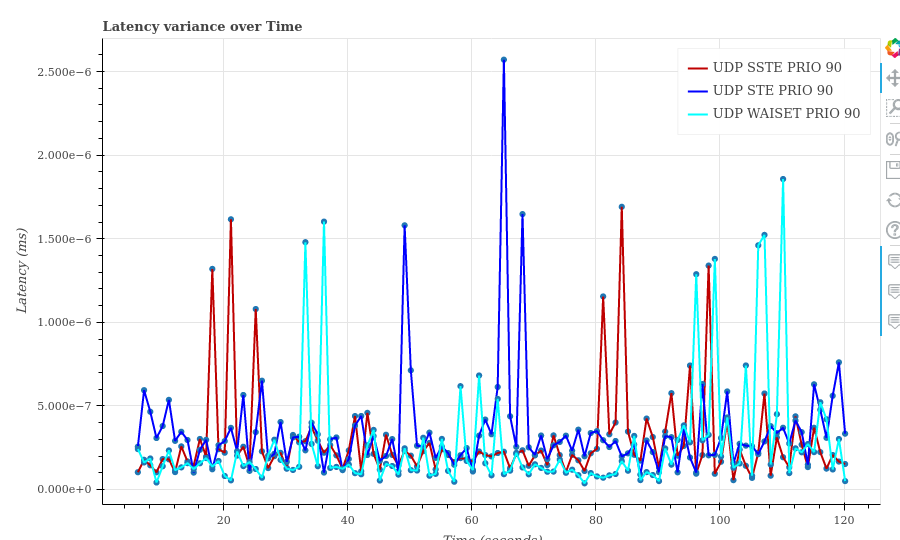 Latency variance over Time
UDP SSTE PRIO 90
UDP STE PRIO 90
UDP WAISET PRIO 90
Latency (ms)
2.500e-6
2.000e-6
1.500e-6
1.000e-6
5.000e-7
0.000e+0
20 40 60 80 100 120
Time (seconds)